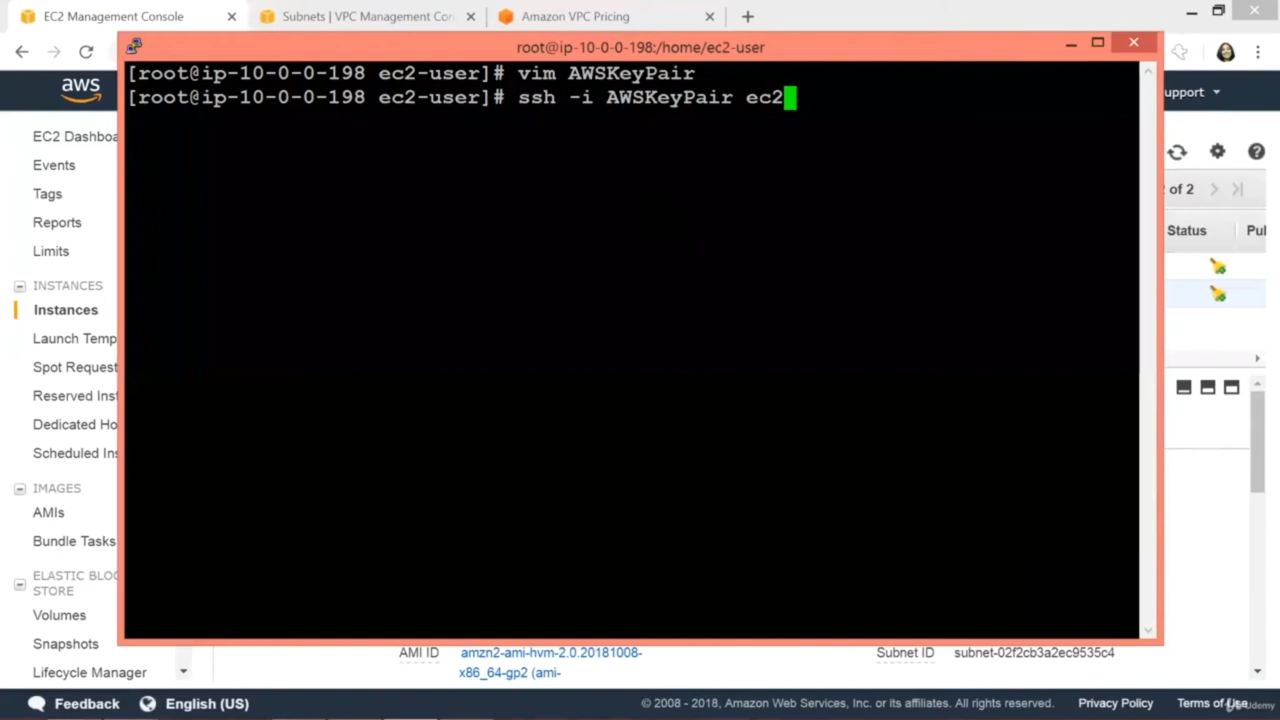 EC2 Management Console
Subnets | VPC Management Con
Amazon VPC Pricing
root@ip-10-0-0-198:/home/ec2-user
[root@ip-10-0-0-198 ec2-user]# vim AWSKeyPair
[root@ip-10-0-0-198 ec2-user]# ssh -i AWSKeyPair ec2
aws
upport
EC2 Dashboa
Events
Tags
Reports
Limits
INSTANCES
Instances
Launch Temp
Spot Request
Reserved Inst
Dedicated Ho
Scheduled Ins
IMAGES
AMIs
Bundle Tasks
ELASTIC BLOC
STORE
Volumes
Snapshots
Lifecycle Manager
of 2
Status
Pul
AMI ID
amzn2-ami-hvm-2.0.20181008-
x86_64-gp2 (ami-
Subnet ID
subnet-02f2cb3a2ec9535c4
Feedback
English (US)
© 2008 - 2018, Amazon Web Services, Inc. or its affiliates. All rights reserved.
Privacy Policy
Terms of Use
Udemy